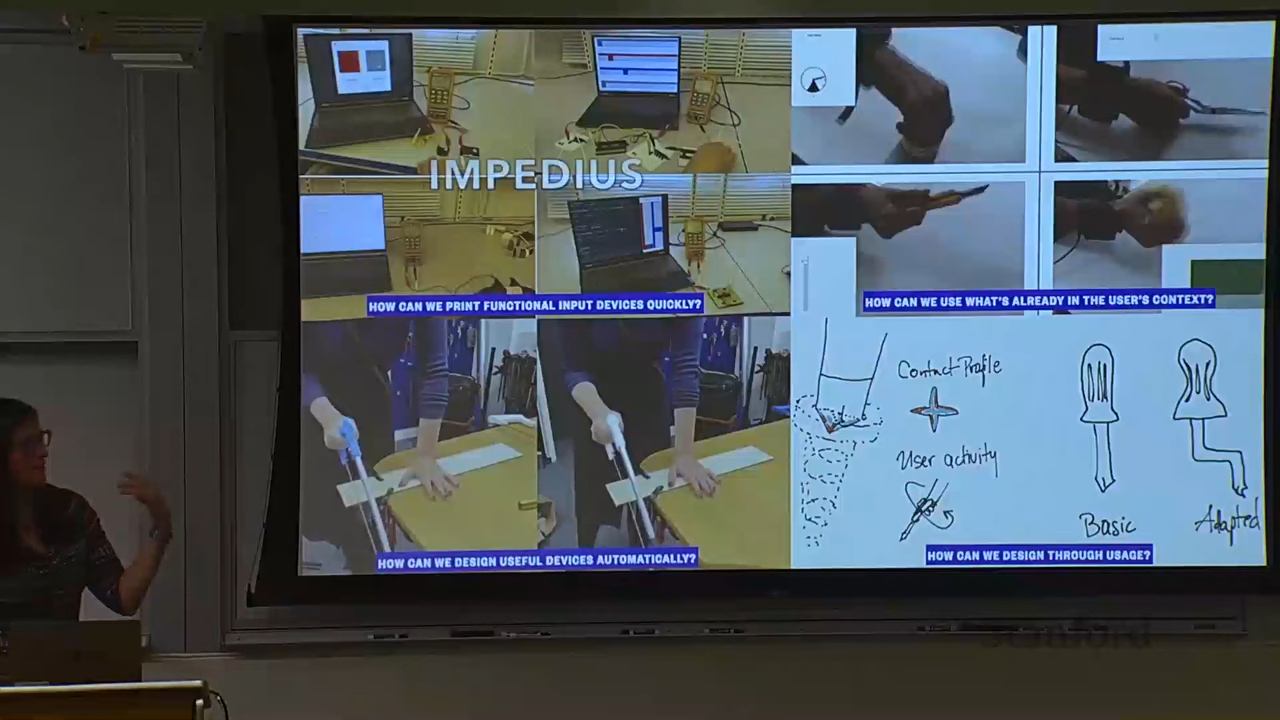 IMPEDIUS
HOW CAN WE PRINT FUNCTIONAL INPUT DEVICES QUICKLY?
HOW CAN WE USE WHAT'S ALREADY IN THE USER'S CONTEXT?
Contact Profile
User activity
Basic
Adapted
HOW CAN WE DESIGN USEFUL DEVICES AUTOMATICALLY?
HOW CAN WE DESIGN THROUGH USAGE?
Stanford